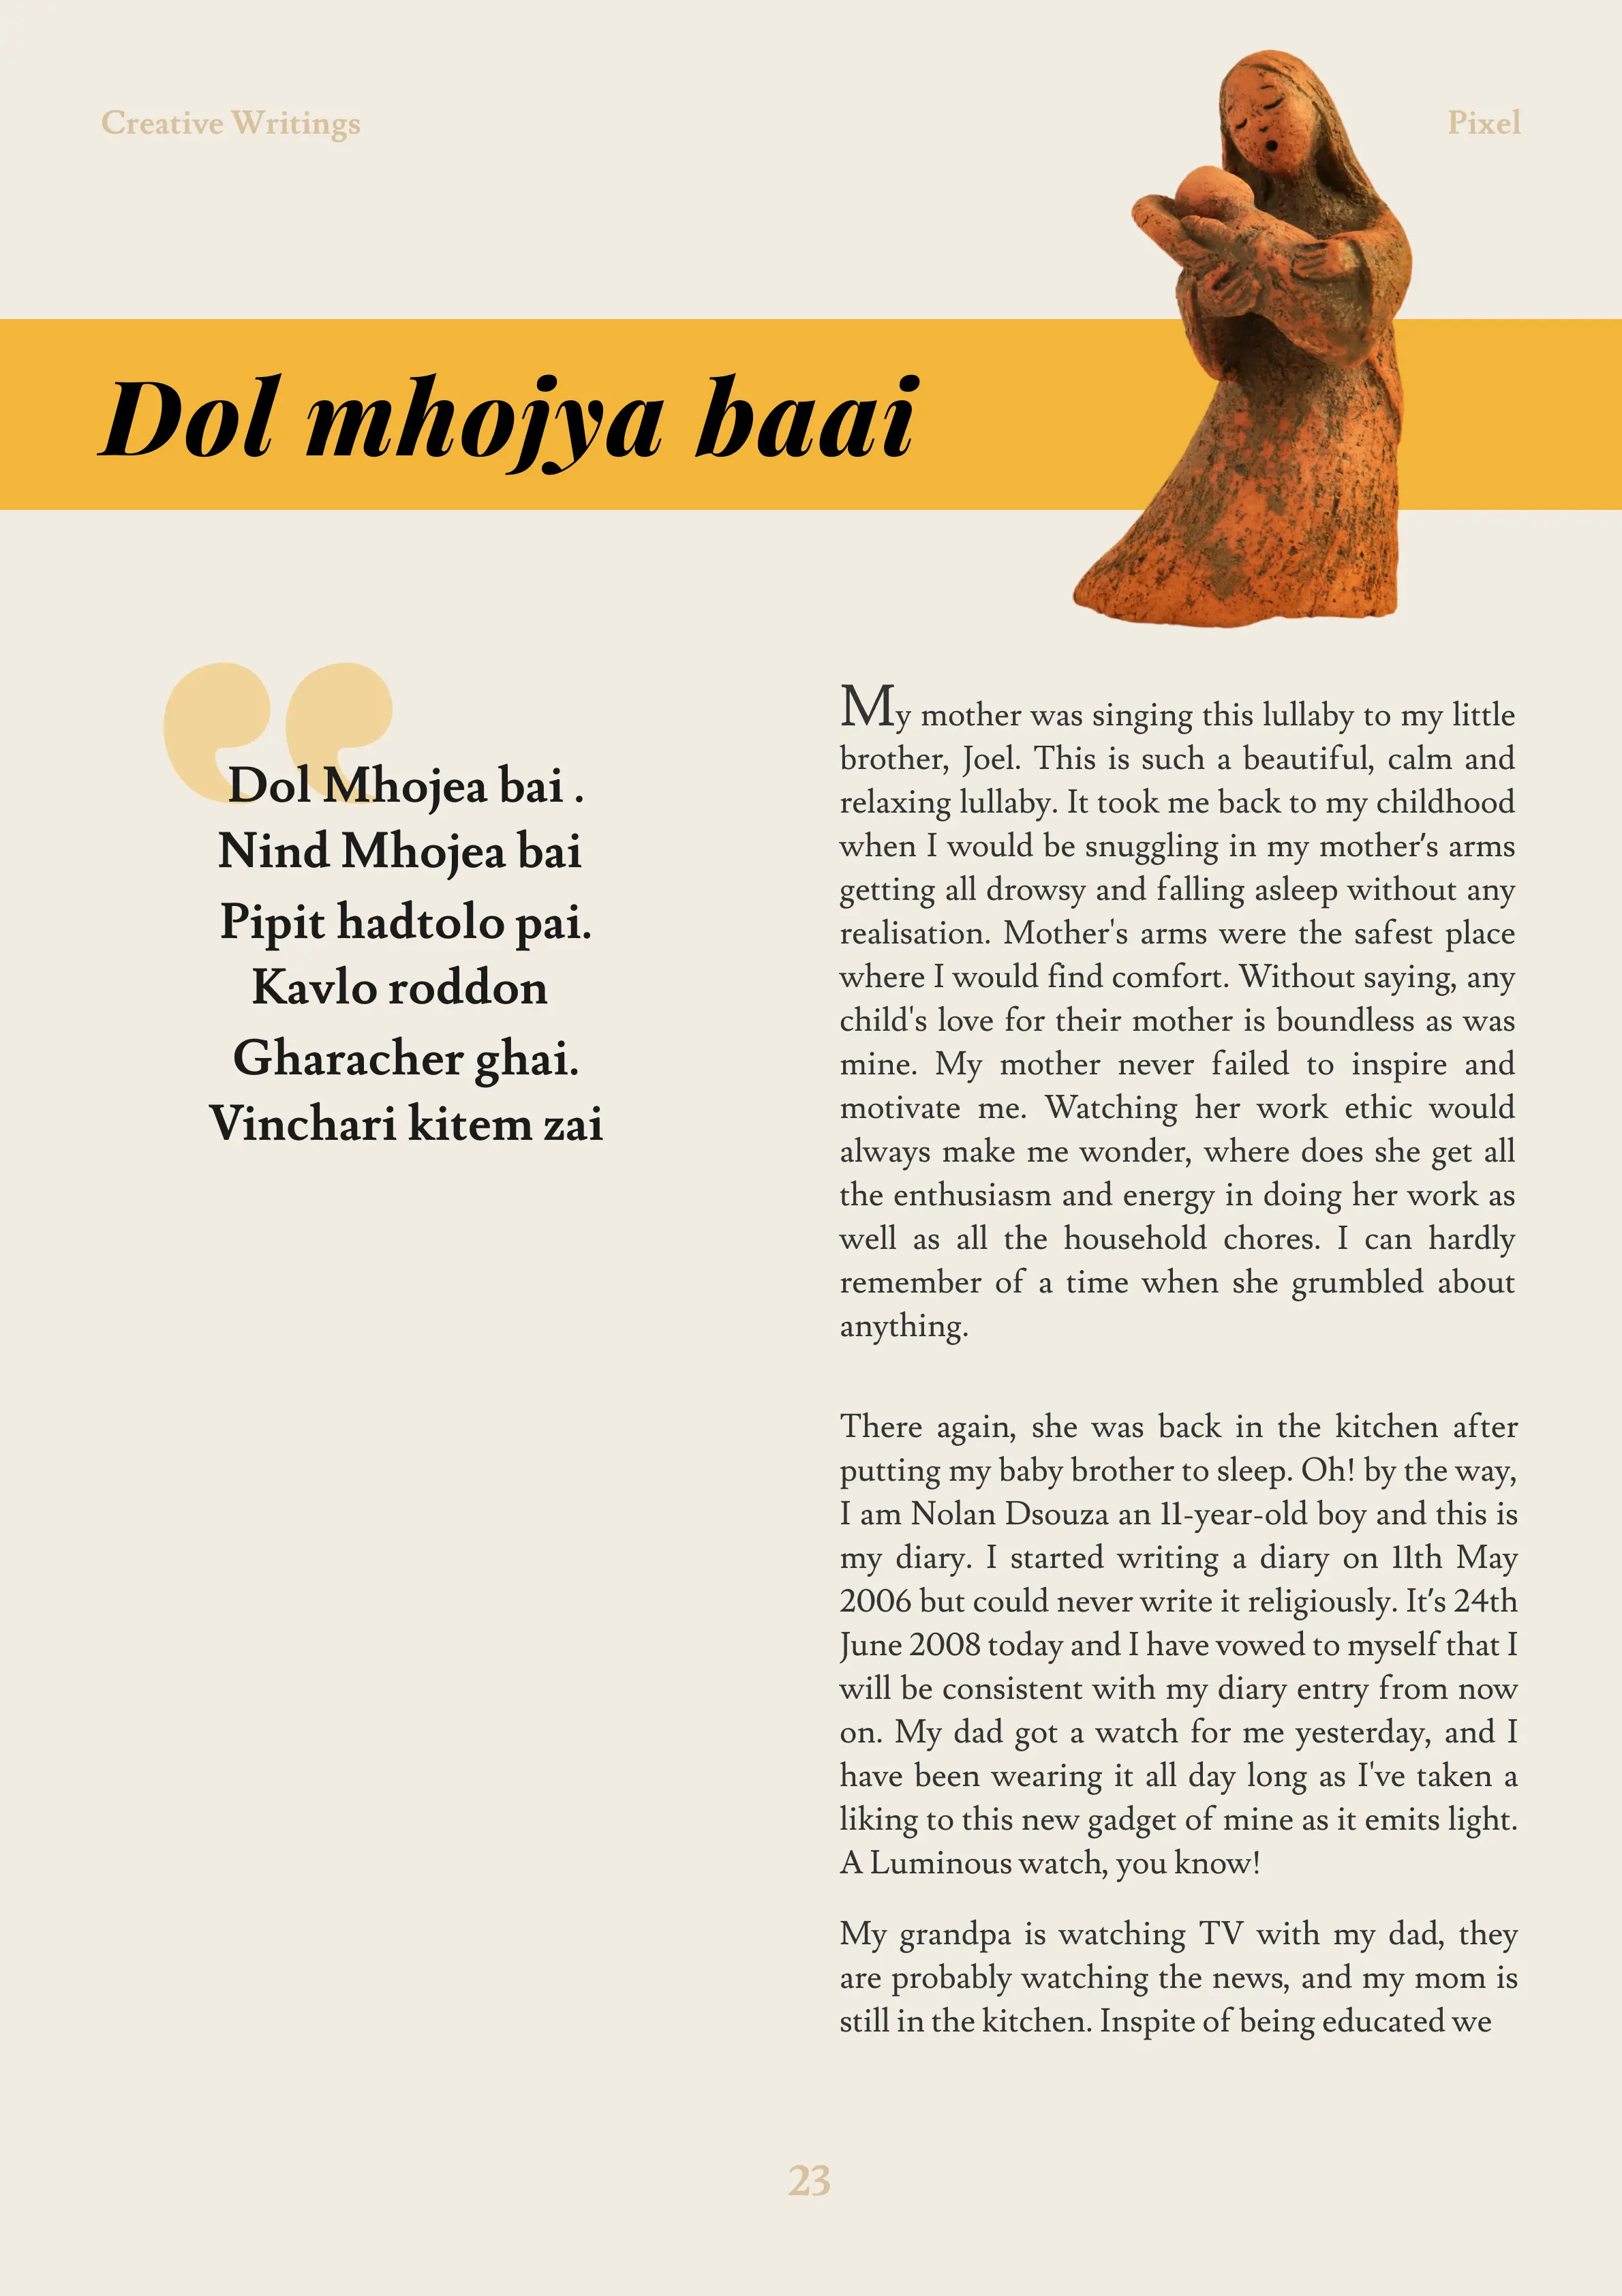 Creative Writings
Pixel
Dol mhojya baai
Dol Mhojea bai .
Nind Mhojea bai
Pipit hadtolo pai.
Kavlo roddon
Gharacher ghai.
Vinchari kitem zai
My mother was singing this lullaby to my little
brother, Joel. This is such a beautiful, calm and
relaxing lullaby. It took me back to my childhood
when I would be snuggling in my mother's arms
getting all drowsy and falling asleep without any
realisation. Mother's arms were the safest place
where I would find comfort. Without saying, any
child's love for their mother is boundless as was
mine. My mother never failed to inspire and
motivate me. Watching her work ethic would
always make me wonder, where does she get all
the enthusiasm and energy in doing her work as
well as all the household chores. I can hardly
remember of a time when she grumbled about
anything.
There again, she was back in the kitchen after
putting my baby brother to sleep. Oh! by the way,
I am Nolan Dsouza an 11-year-old boy and this is
my diary. I started writing a diary on 11th May
2006 but could never write it religiously. It's 24th
June 2008 today and I have vowed to myself that I
will be consistent with my diary entry from now
on. My dad got a watch for me yesterday, and I
have been wearing it all day long as I've taken a
liking to this new gadget of mine as it emits light.
A Luminous watch, you know!
My grandpa is watching TV with my dad, they
are probably watching the news, and my mom is
still in the kitchen. Inspite of being educated we
23